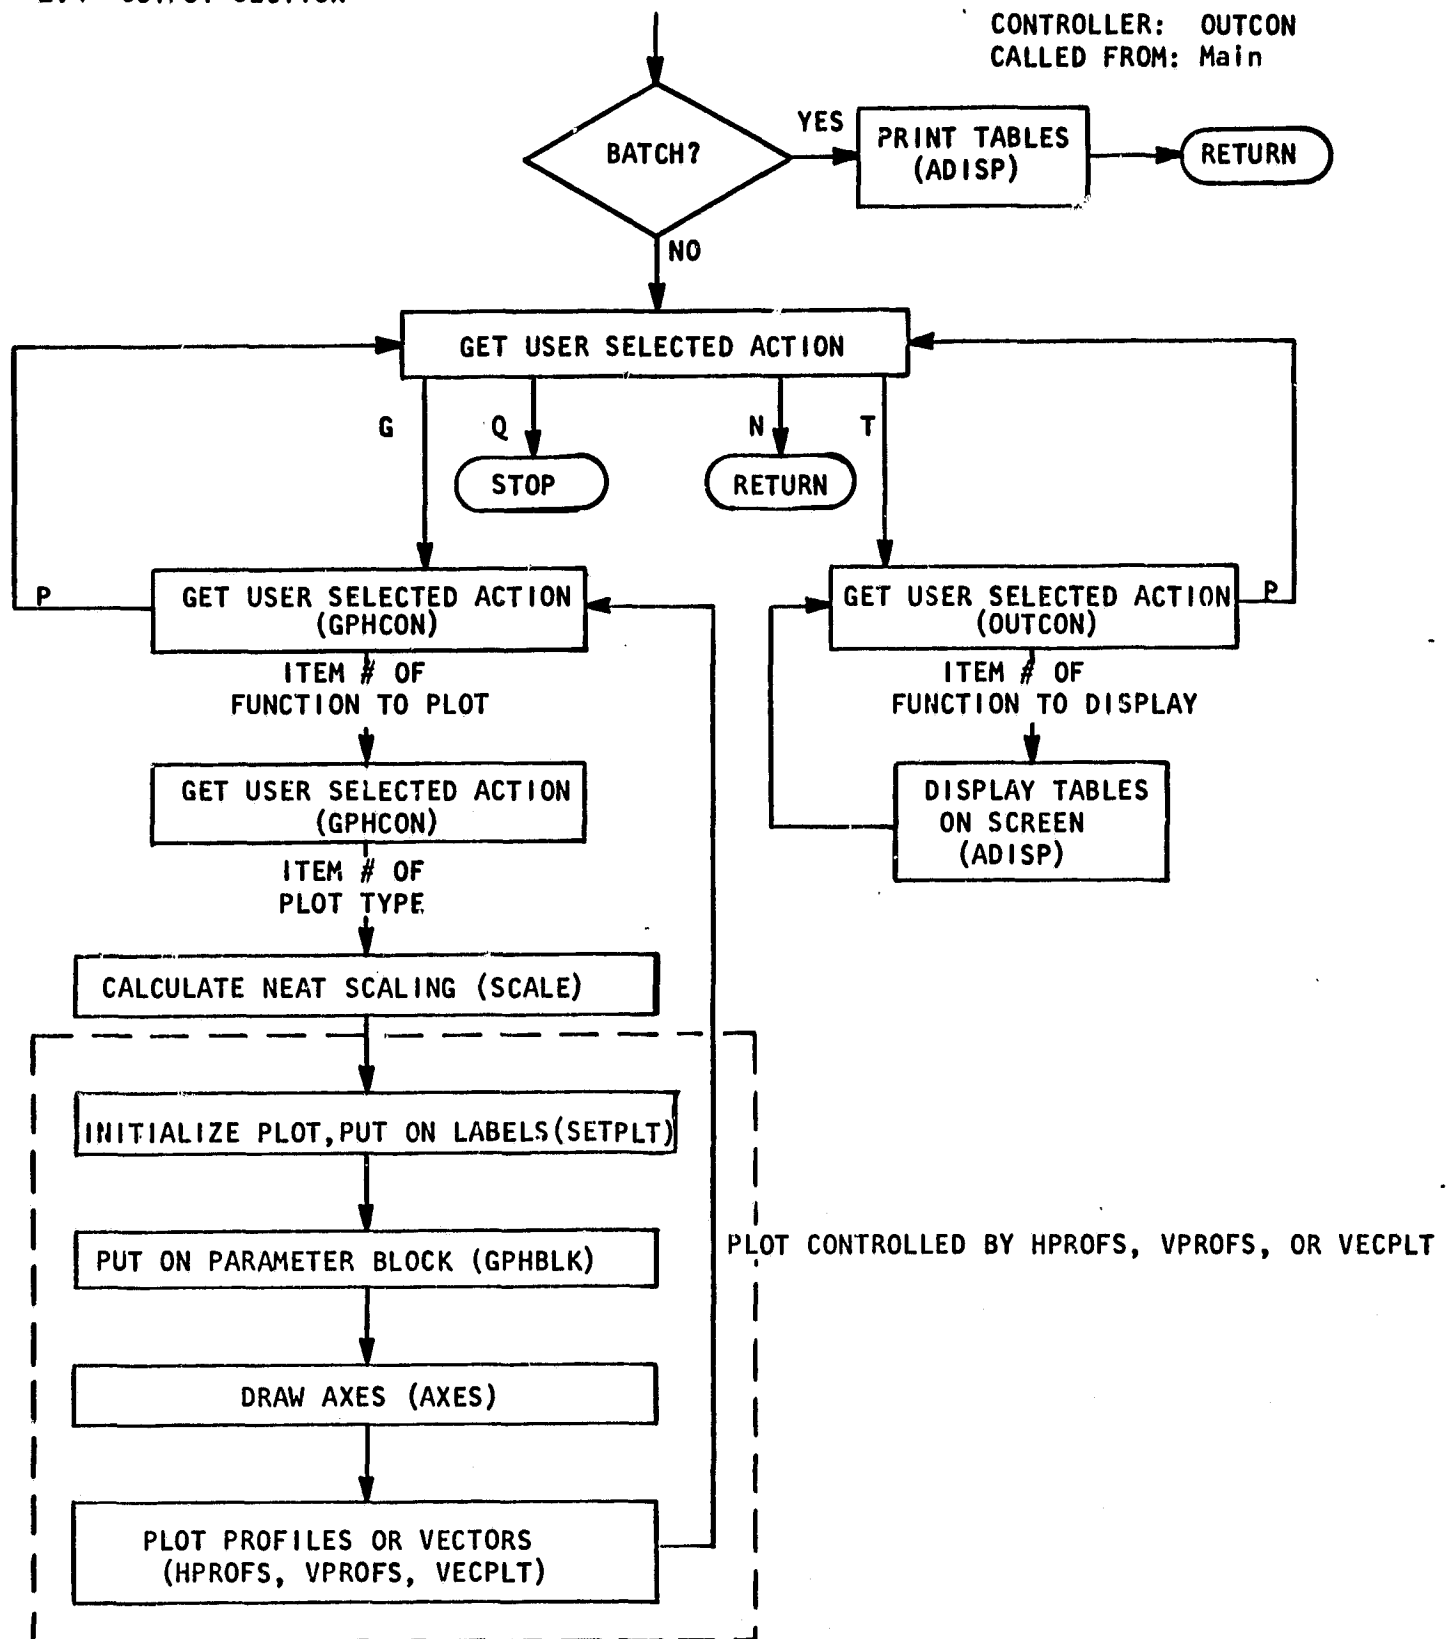 CONTROLLER: OUTCON
CALLED FROM: Main
BATCH?
YES
PRINT TABLES
(ADISP)
RETURN
NO
GET USER SELECTED ACTION
G
Q
N
T
STOP
RETURN
P
GET USER SELECTED ACTION
(GPHCON)
GET USER SELECTED ACTION
(OUTCON)
P
ITEM # OF
FUNCTION TO PLOT
ITEM # OF
FUNCTION TO DISPLAY
GET USER SELECTED ACTION
(GPHCON)
DISPLAY TABLES
ON SCREEN
(ADISP)
ITEM # OF
PLOT TYPE
CALCULATE NEAT SCALING (SCALE)
INITIALIZE PLOT, PUT ON LABELS (SETPLT)
PUT ON PARAMETER BLOCK (GPHBLK)
PLOT CONTROLLED BY HPROFS, VPROFS, OR VECPLT
DRAW AXES (AXES)
PLOT PROFILES OR VECTORS
(HPROFS, VPROFS, VECPLT)